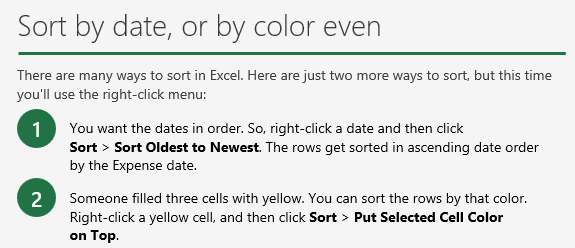 Sort by date, or by color even
There are many ways to sort in Excel. Here are just two more ways to sort, but this time
you'll use the right-click menu:
1 You want the dates in order. So, right-click a date and then click
Sort > Sort Oldest to Newest. The rows get sorted in ascending date order
by the Expense date.
2 Someone filled three cells with yellow. You can sort the rows by that color.
Right-click a yellow cell, and then click Sort > Put Selected Cell Color
on Top.